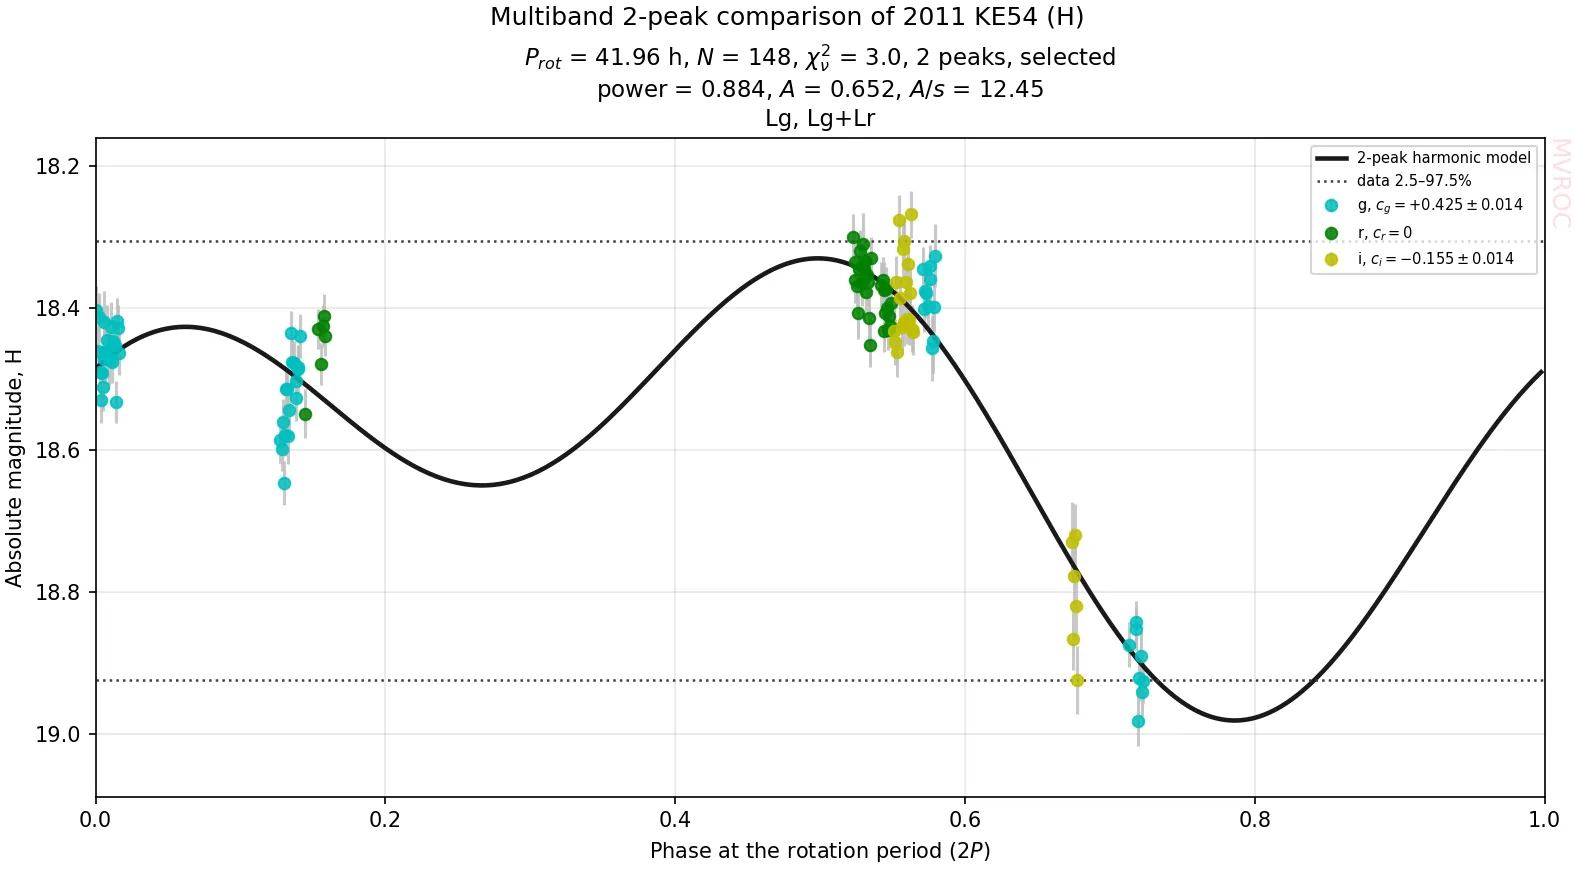 Multiband 2-peak comparison of 2011 KE54 (H)
P_rot = 41.96 h, N = 148, χ²_ν = 3.0, 2 peaks, selected
power = 0.884, A = 0.652, A/s = 12.45
Lg, Lg+Lr
2-peak harmonic model
data 2.5–97.5%
g, c_g = +0.425 ± 0.014
r, c_r = 0
i, c_i = −0.155 ± 0.014
MVROC
Absolute magnitude, H
18.2
18.4
18.6
18.8
19.0
0.0 0.2 0.4 0.6 0.8 1.0
Phase at the rotation period (2P)